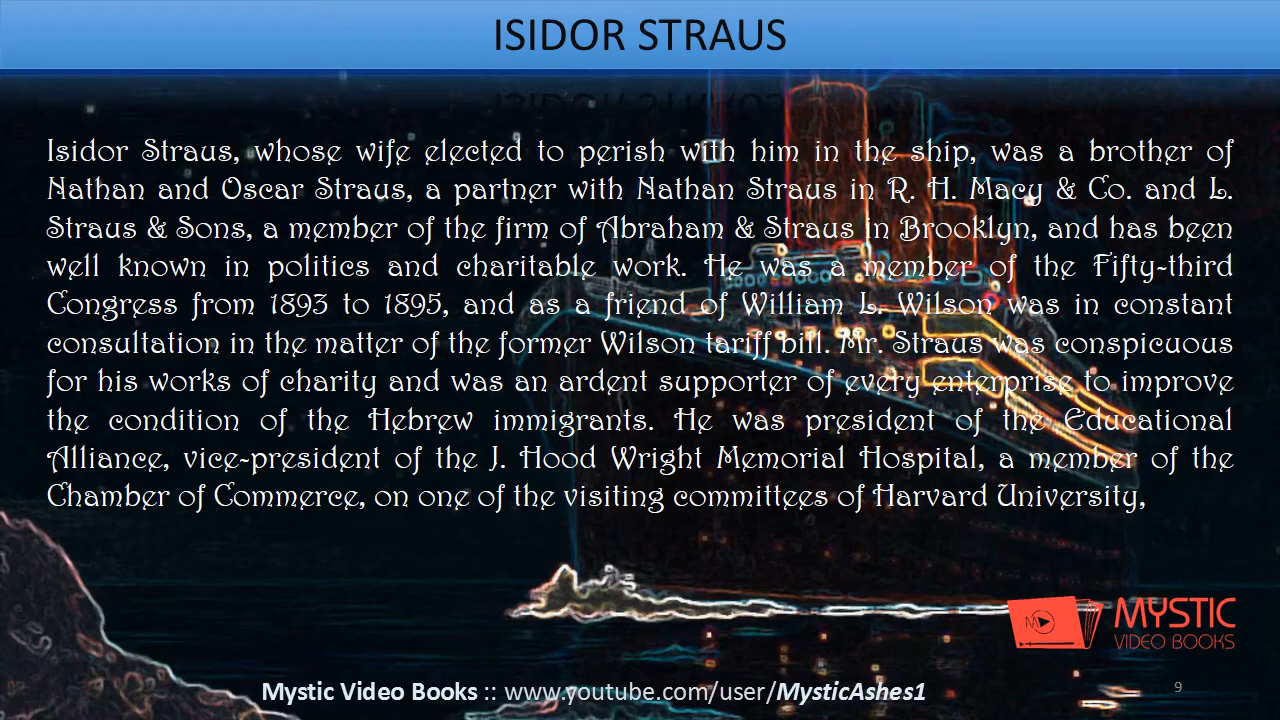 ISIDOR STRAUS
Isidor Straus, whose wife elected to perish with him in the ship, was a brother of
Nathan and Oscar Straus, a partner with Nathan Straus in R. H. Macy & Co. and L.
Straus & Sons, a member of the firm of Abraham & Straus in Brooklyn, and has been
well known in politics and charitable work. He was a member of the Fifty-third
Congress from 1893 to 1895, and as a friend of William L. Wilson was in constant
consultation in the matter of the former Wilson tariff bill. Mr. Straus was conspicuous
for his works of charity and was an ardent supporter of every enterprise to improve
the condition of the Hebrew immigrants. He was president of the Educational
Alliance, vice-president of the J. Hood Wright Memorial Hospital, a member of the
Chamber of Commerce, on one of the visiting committees of Harvard University,
MYSTIC
VIDEO BOOKS
Mystic Video Books :: www.youtube.com/user/MysticAshes1
9